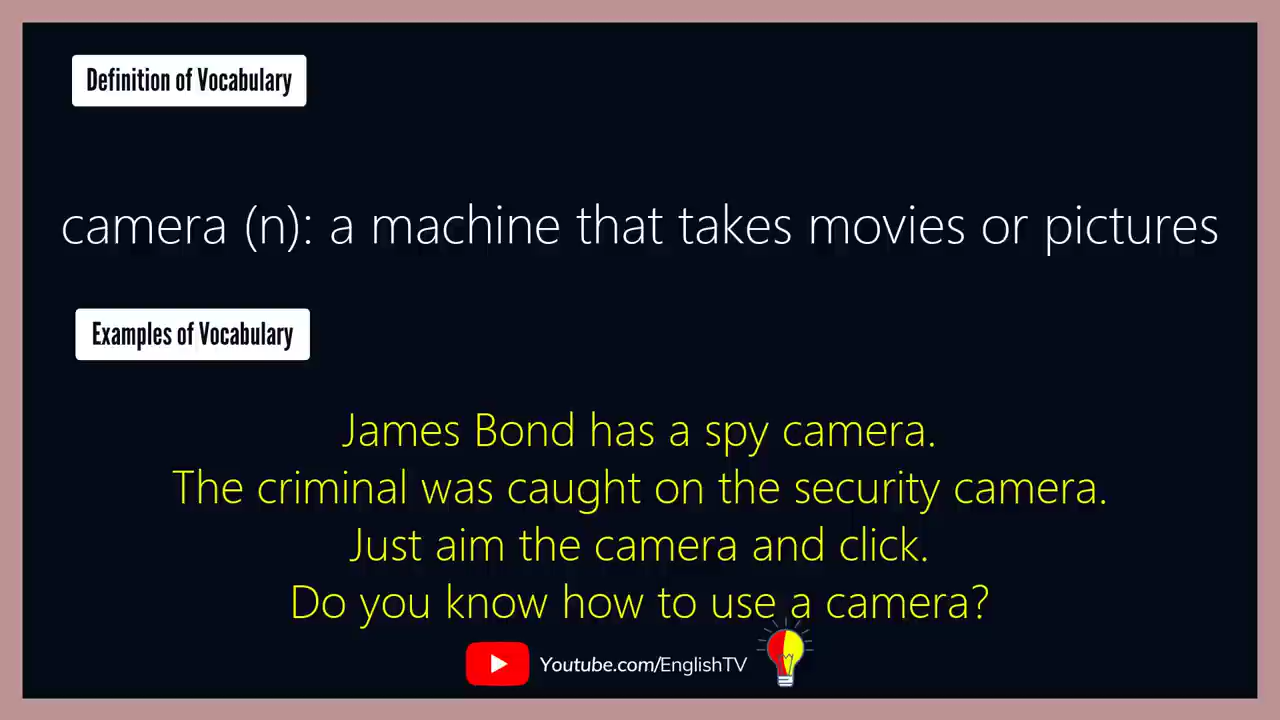 Definition of Vocabulary
camera (n): a machine that takes movies or pictures
Examples of Vocabulary
James Bond has a spy camera.
The criminal was caught on the security camera.
Just aim the camera and click.
Do you know how to use a camera?
Youtube.com/EnglishTV